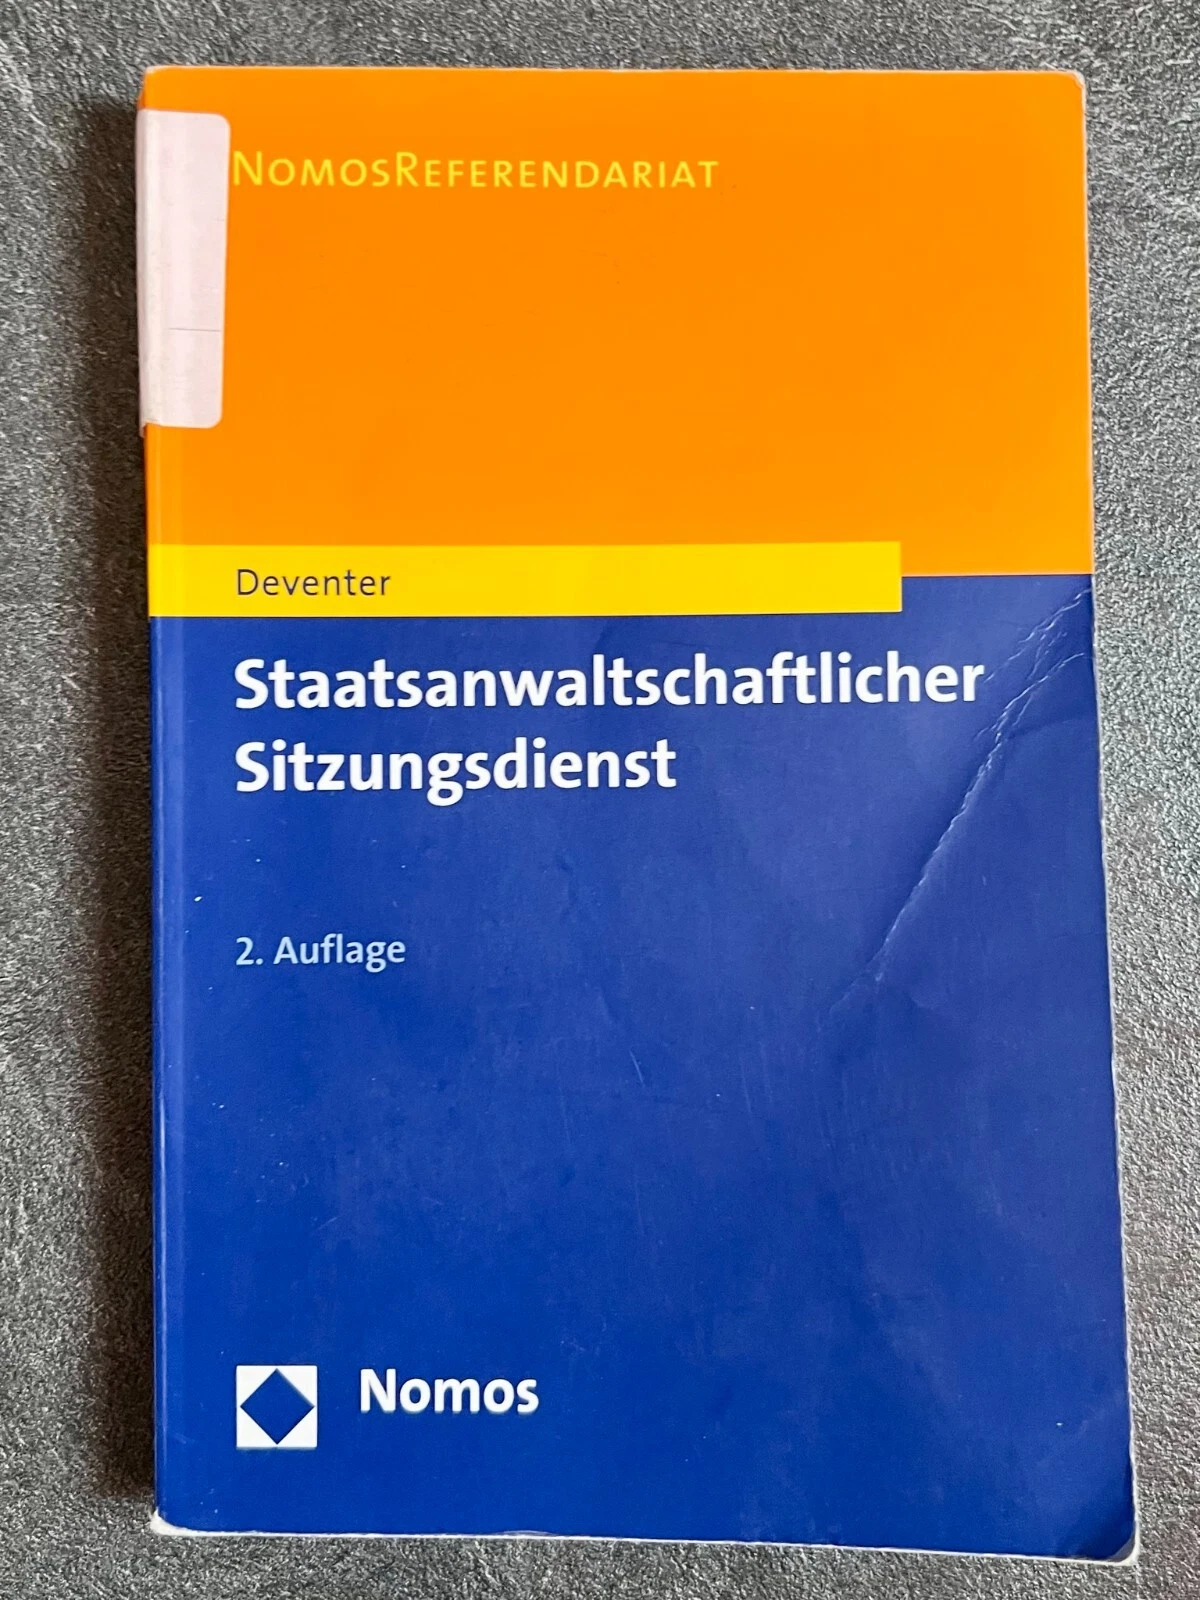 NOMOSREFERENDARIAT
Deventer
Staatsanwaltschaftlicher
Sitzungsdienst
2. Auflage
Nomos